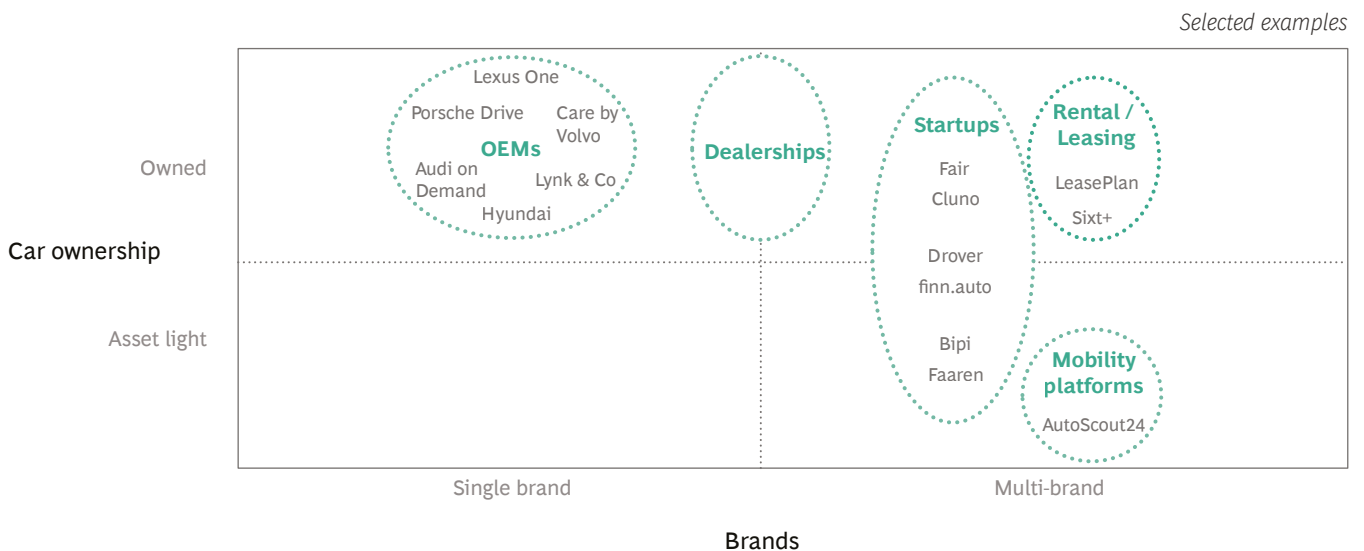 Selected examples
Lexus One
Porsche Drive
Care by
Volvo
OEMs
Audi on
Demand
Lynk & Co
Hyundai
Dealerships
Startups
Fair
Cluno
Drover
finn.auto
Bipi
Faaren
Rental /
Leasing
LeasePlan
Sixt+
Mobility
platforms
AutoScout24
Owned
Car ownership
Asset light
Single brand
Multi-brand
Brands